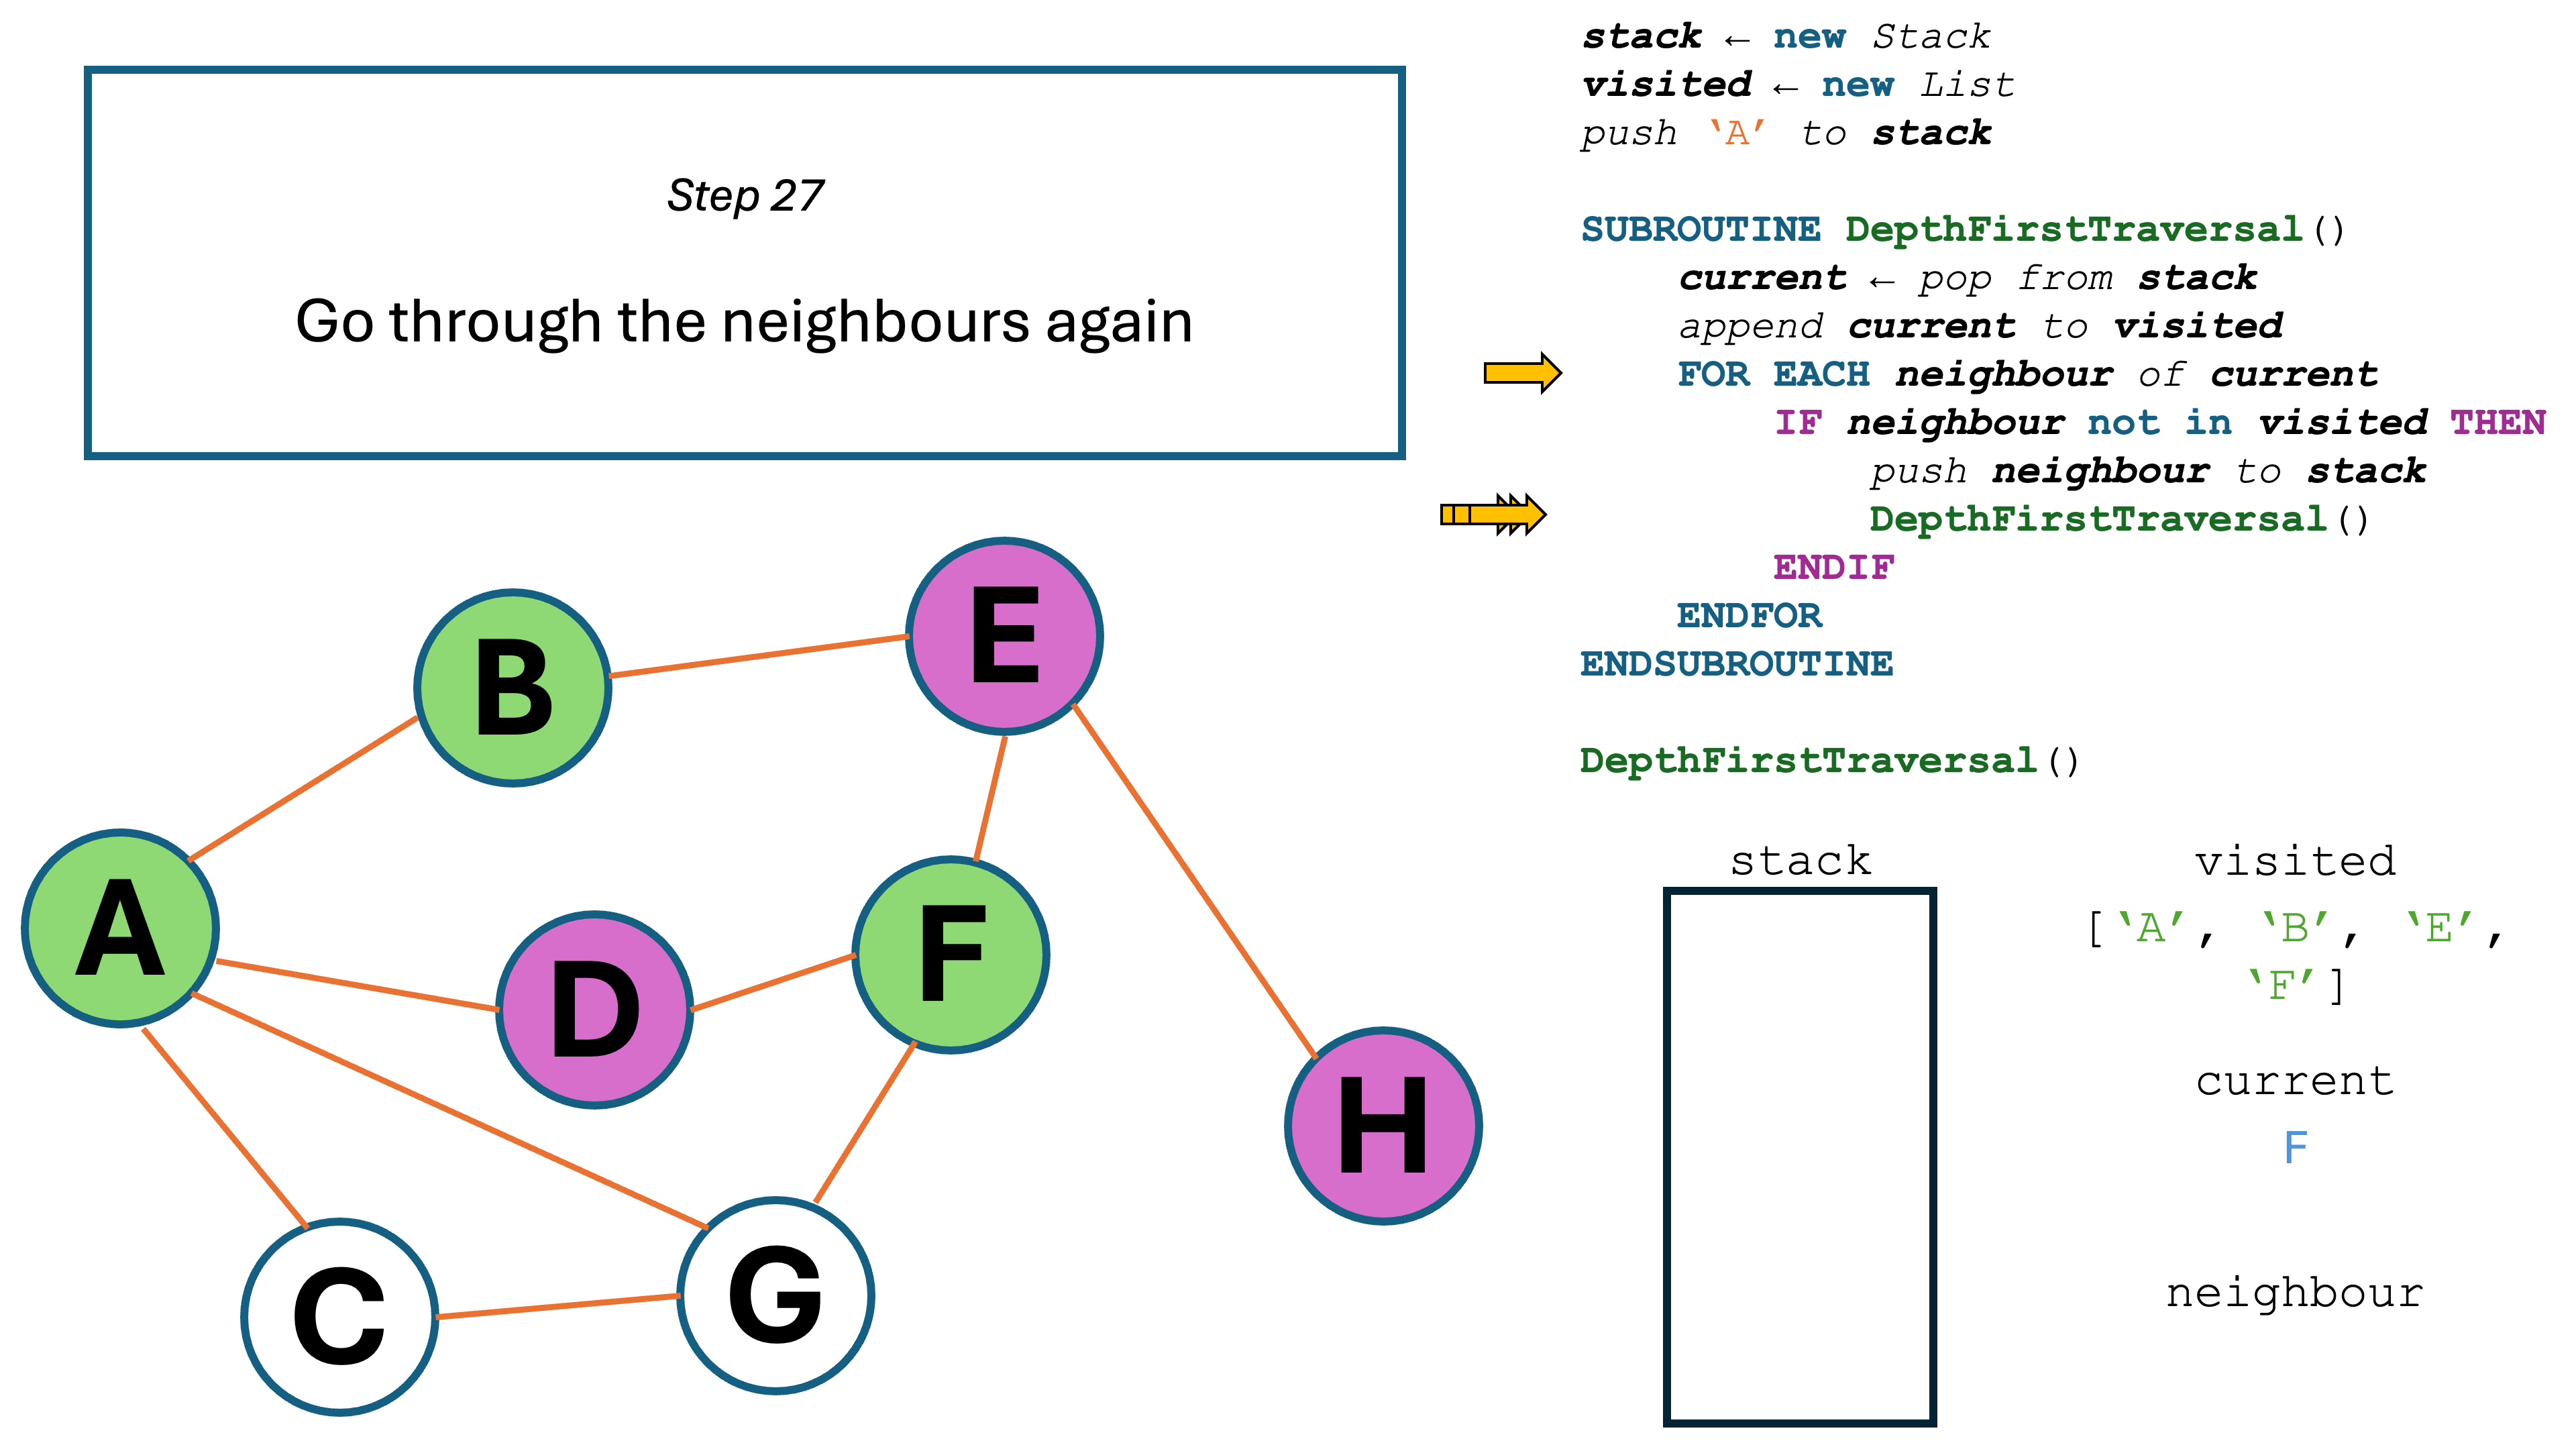 Step 27
Go through the neighbours again
stack ← new Stack
visited ← new List
push ‘A’ to stack
SUBROUTINE DepthFirstTraversal()
current ← pop from stack
append current to visited
FOR EACH neighbour of current
IF neighbour not in visited THEN
push neighbour to stack
DepthFirstTraversal()
ENDIF
ENDFOR
ENDSUBROUTINE
DepthFirstTraversal()
B
E
A
D
F
H
C
G
stack
visited
[‘A’, ‘B’, ‘E’,
‘F’]
current
F
neighbour